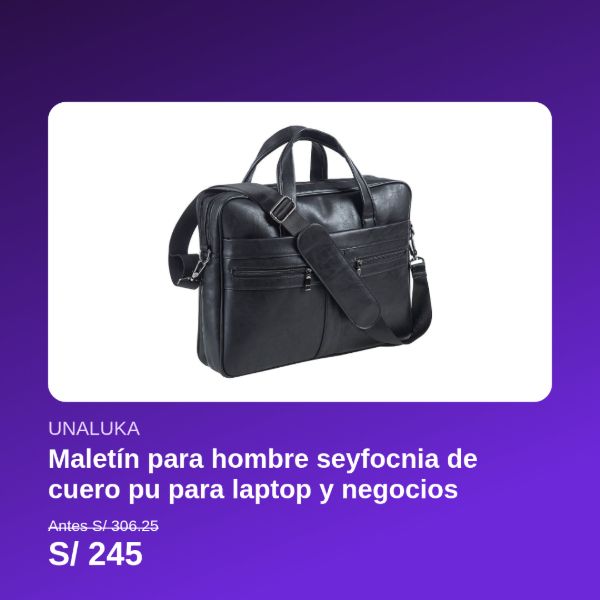 UNALUKA
Maletín para hombre seyfocnia de
cuero pu para laptop y negocios
Antes S/ 306.25
S/ 245